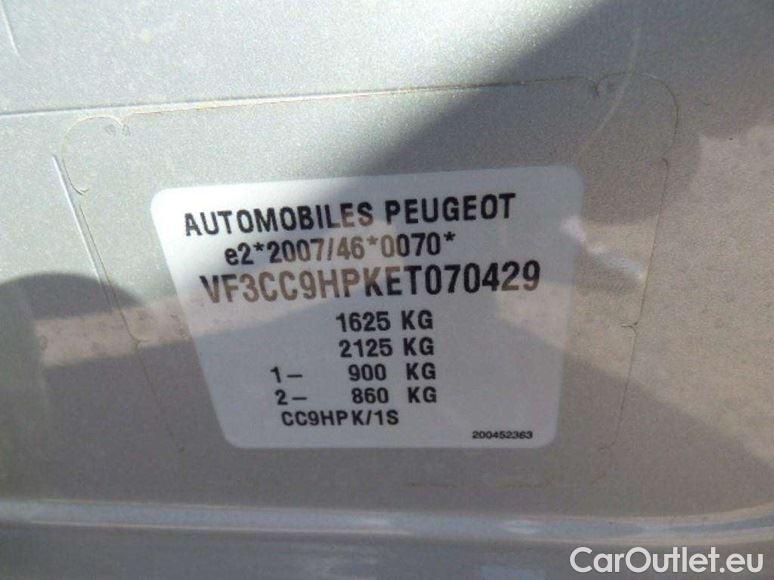 AUTOMOBILES PEUGEOT
e2*2007/46*0070*
VF3CC9HPKET070429
1625 KG
2125 KG
1- 900 KG
2- 860 KG
CC9HPK/1S
200452363
CarOutlet.eu